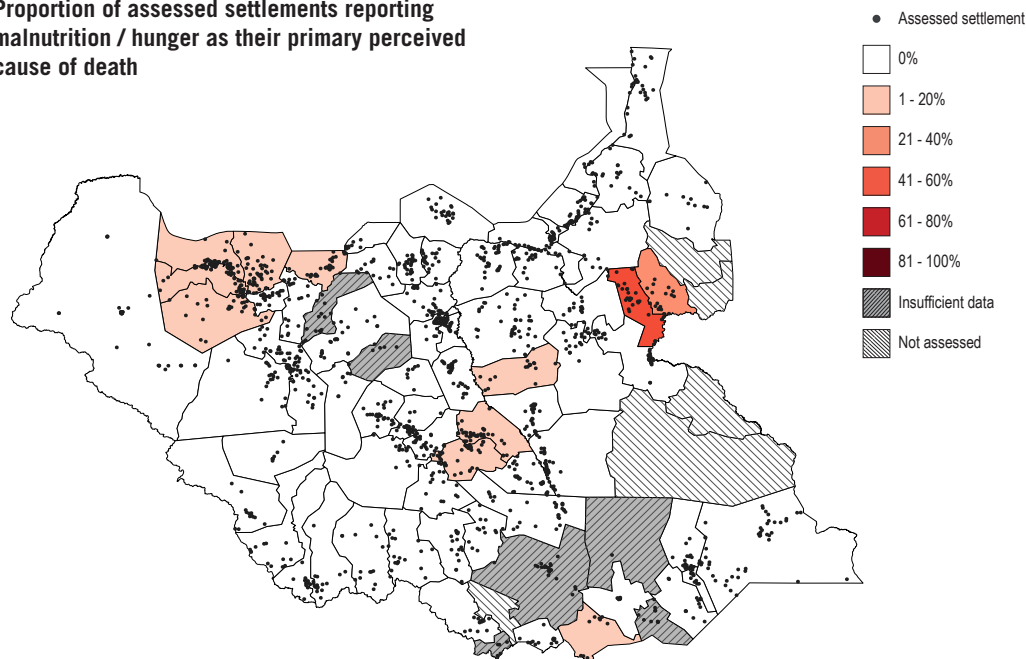 Proportion of assessed settlements reporting
malnutrition / hunger as their primary perceived
cause of death
Assessed settlement
0%
1 - 20%
21 - 40%
41 - 60%
61 - 80%
81 - 100%
Insufficient data
Not assessed